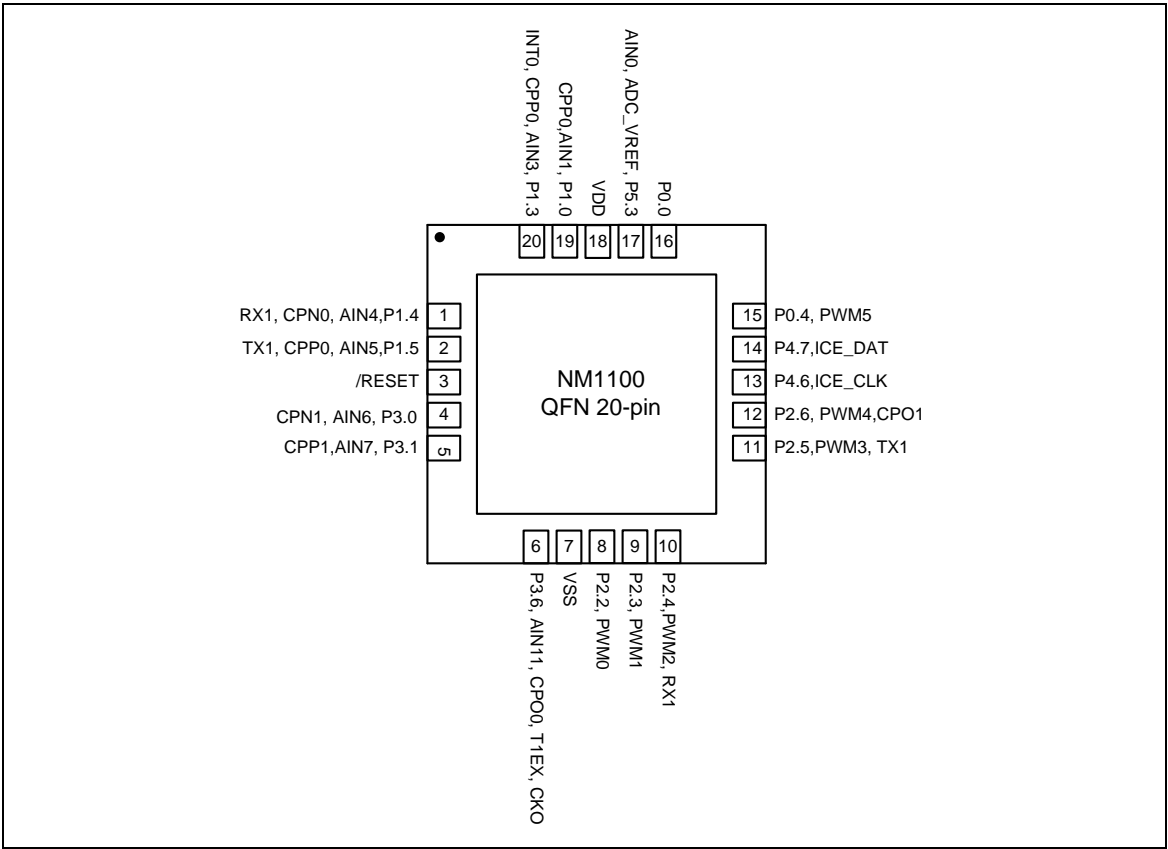 INT0, CPP0, AIN3, P1.3
CPP0,AIN1, P1.0
VDD
AIN0, ADC_VREF, P5.3
P0.0
20
19
18
17
16
RX1, CPN0, AIN4,P1.4
1
TX1, CPP0, AIN5,P1.5
2
/RESET
3
CPN1, AIN6, P3.0
4
CPP1,AIN7, P3.1
5
NM1100
QFN 20-pin
15
P0.4, PWM5
14
P4.7,ICE_DAT
13
P4.6,ICE_CLK
12
P2.6, PWM4,CPO1
11
P2.5,PWM3, TX1
6
7
8
9
10
P3.6, AIN11, CPO0, T1EX, CKO
VSS
P2.2, PWM0
P2.3, PWM1
P2.4,PWM2, RX1